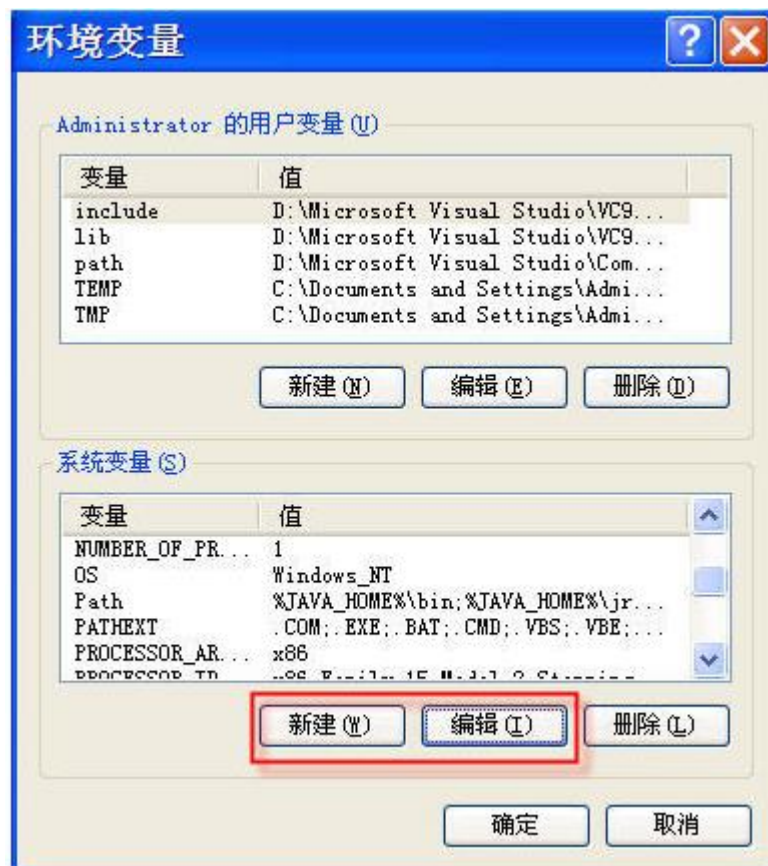 环境变量
Administrator 的用户变量(U)
变量 值
include D:\Microsoft Visual Studio\VC9...
lib D:\Microsoft Visual Studio\VC9...
path D:\Microsoft Visual Studio\Com...
TEMP C:\Documents and Settings\Admi...
TMP C:\Documents and Settings\Admi...
新建(N) 编辑(E) 删除(D)
系统变量(S)
变量 值
NUMBER_OF_PR... 1
OS Windows_NT
Path %JAVA_HOME%\bin;%JAVA_HOME%\jr...
PATHEXT .COM;.EXE;.BAT;.CMD;.VBS;.VBE;...
PROCESSOR_AR... x86
新建(W) 编辑(I) 删除(L)
确定 取消